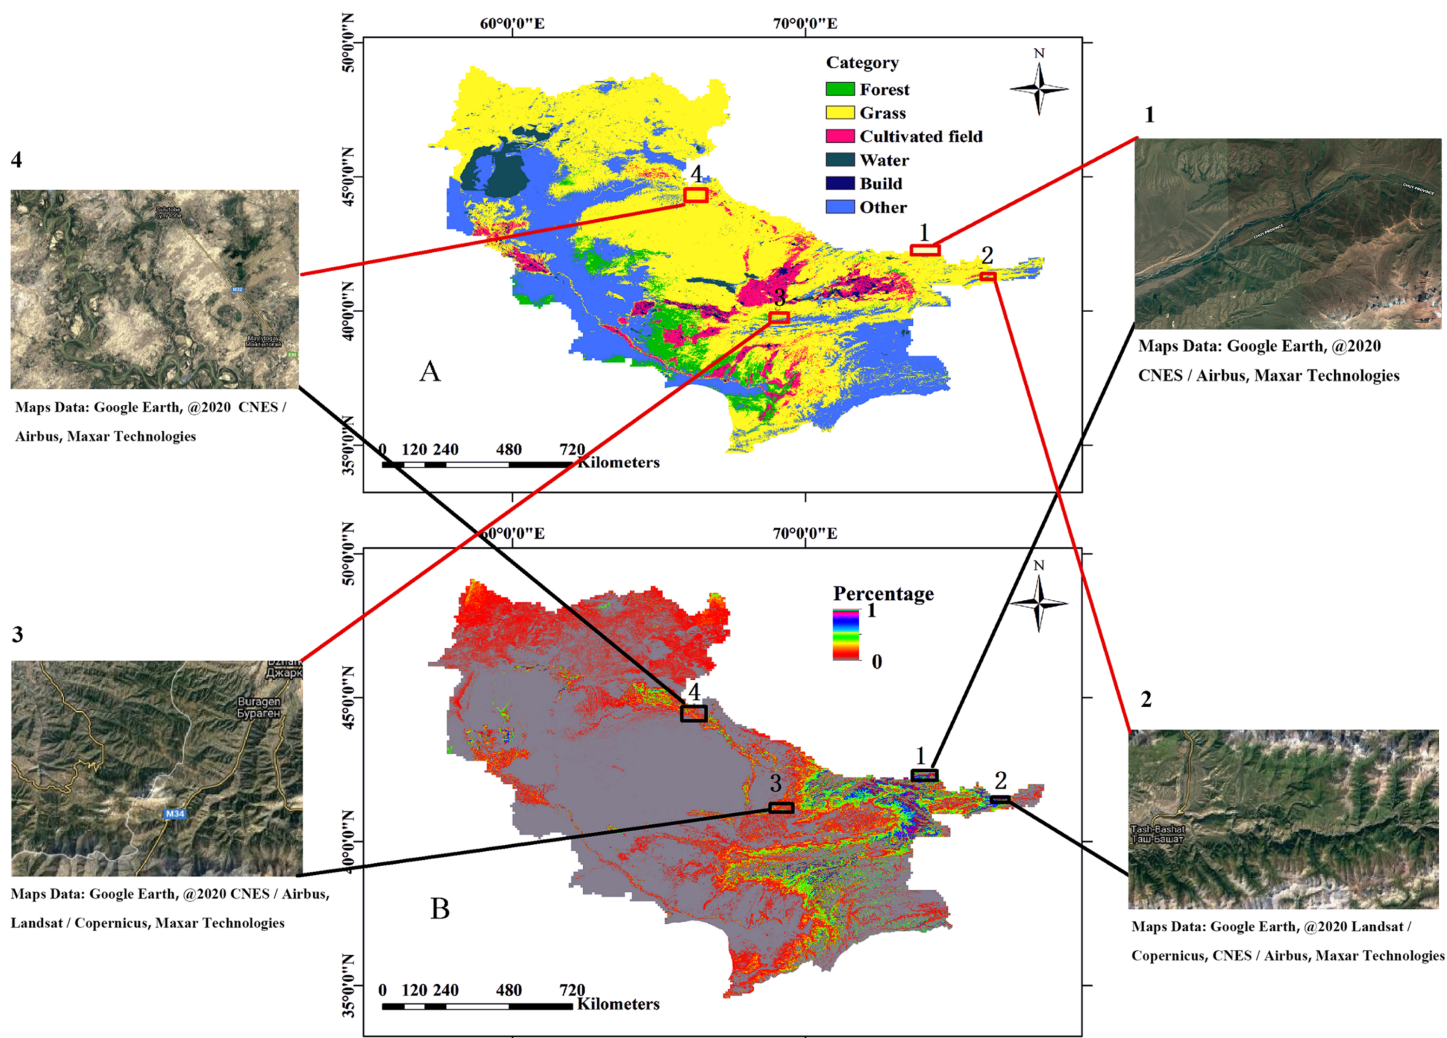 60°0'0"E
70°0'0"E
50°0'0"N
45°0'0"N
40°0'0"N
35°0'0"N
Category
Forest
Grass
Cultivated field
Water
Build
Other
N
4
1
2
3
A
0 120 240 480 720
Kilometers
4
M32
Maps Data: Google Earth, @2020 CNES /
Airbus, Maxar Technologies
1
CHUY PROVINCE
CHUY PROVINCE
Maps Data: Google Earth, @2020
CNES / Airbus, Maxar Technologies
60°0'0"E
70°0'0"E
50°0'0"N
45°0'0"N
40°0'0"N
35°0'0"N
Percentage
1
0
N
4
1
2
3
B
0 120 240 480 720
Kilometers
3
Джарк
Buragen
Бураген
M34
Maps Data: Google Earth, @2020 CNES / Airbus,
Landsat / Copernicus, Maxar Technologies
2
Tash-Bashat
Таш-Башат
Maps Data: Google Earth, @2020 Landsat /
Copernicus, CNES / Airbus, Maxar Technologies